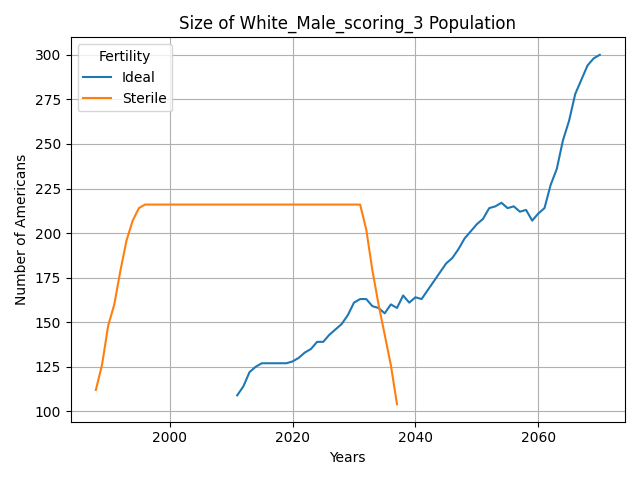 Size of White_Male_scoring_3 Population
Fertility
Ideal
Sterile
Number of Americans
300
275
250
225
200
175
150
125
100
2000 2020 2040 2060
Years